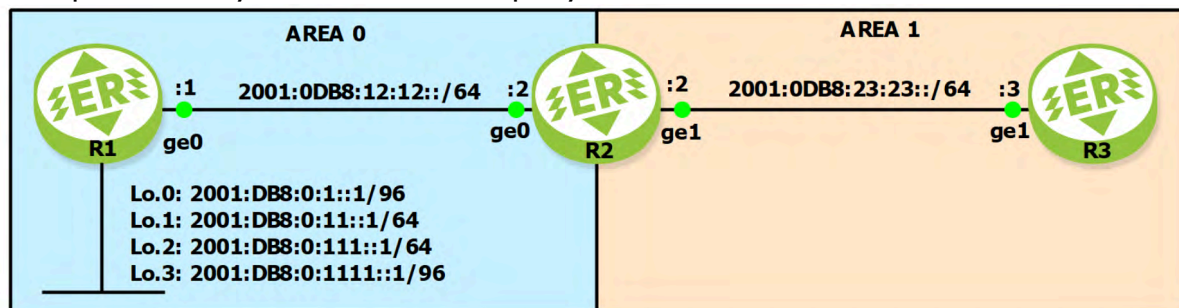 AREA 0
AREA 1
ER
ER
ER
:1
2001:0DB8:12:12::/64
:2
:2
2001:0DB8:23:23::/64
:3
R1
ge0
ge0
R2
ge1
ge1
R3
Lo.0: 2001:DB8:0:1::1/96
Lo.1: 2001:DB8:0:11::1/64
Lo.2: 2001:DB8:0:111::1/64
Lo.3: 2001:DB8:0:1111::1/96